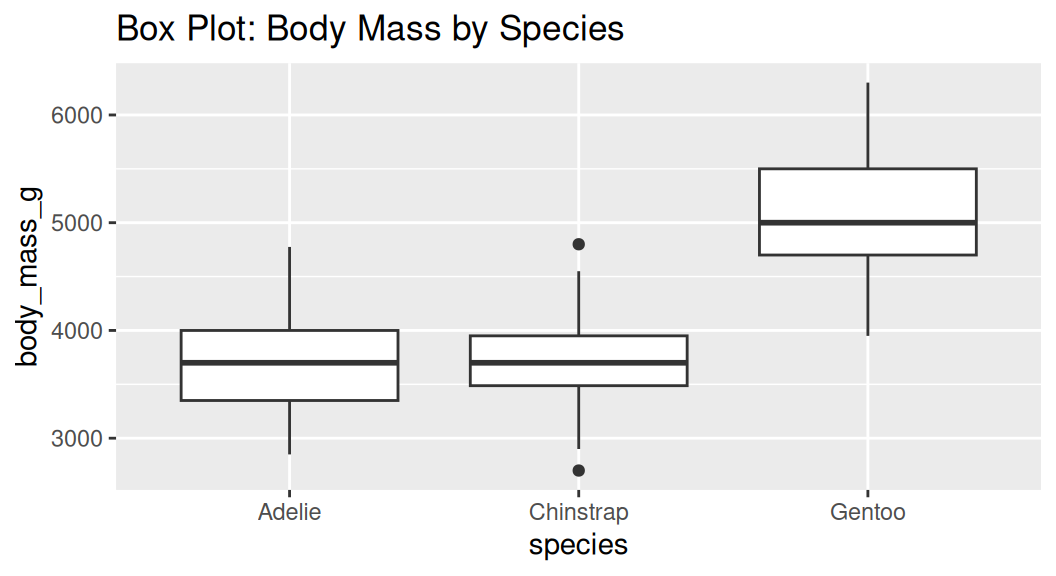 Box Plot: Body Mass by Species
body_mass_g
6000
5000
4000
3000
Adelie Chinstrap Gentoo
species